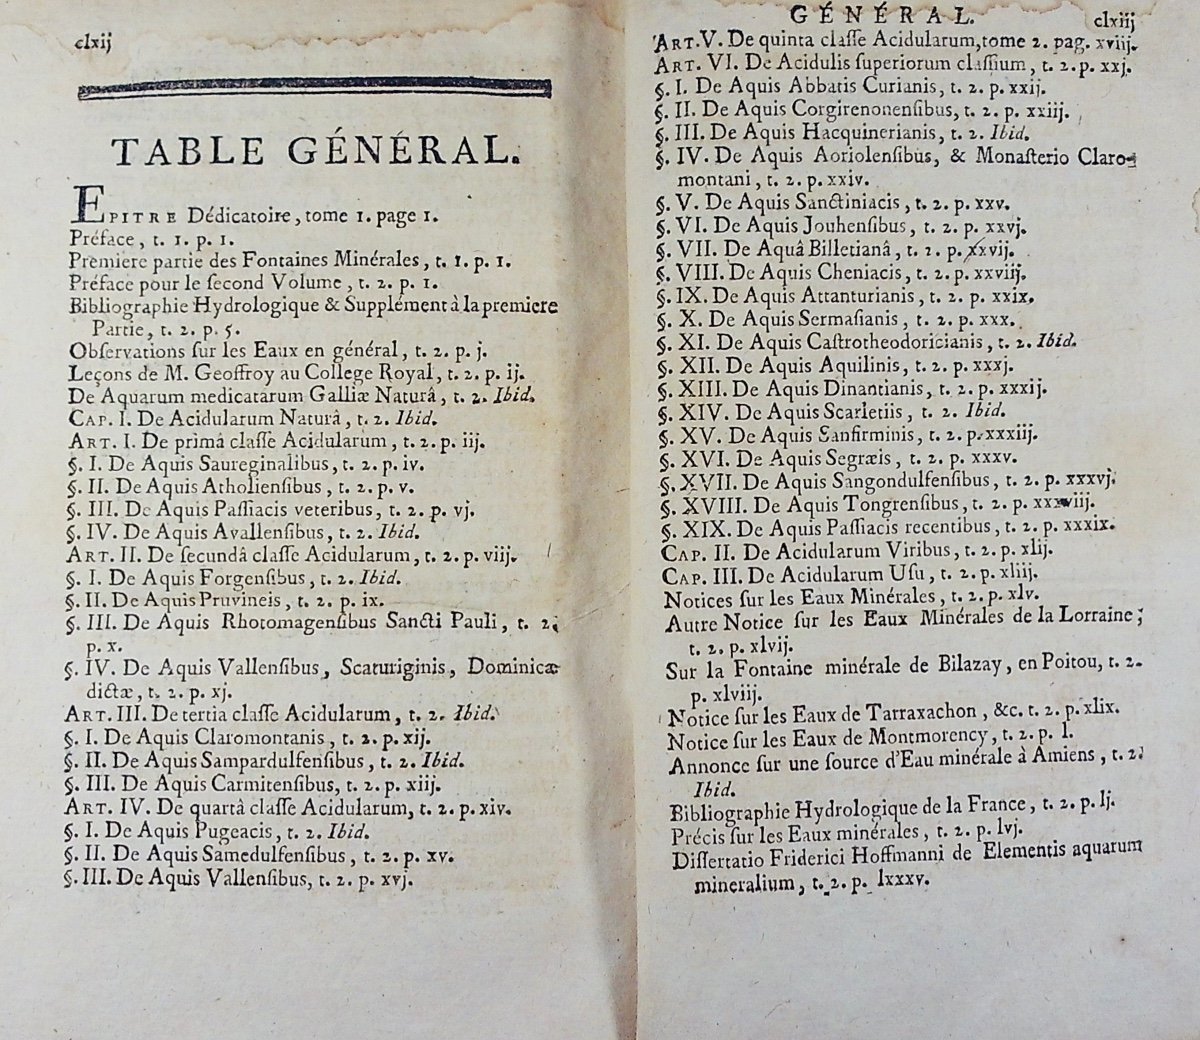 clxij
TABLE GÉNÉRAL.
EPITRE Dédicatoire, tome 1. page 1.
Préface, t. 1. p. 1.
Premiere partie des Fontaines Minérales, t. 1. p. 1.
Préface pour le ſecond Volume, t. 2. p. 1.
Bibliographie Hydrologique & Supplément à la premiere
Partie, t. 2. p. 5.
Obſervations ſur les Eaux en général, t. 2. p. j.
Leçons de M. Geoffroy au College Royal, t. 2. p. ij.
De Aquarum medicatarum Galliæ Naturâ, t. 2. Ibid.
CAP. I. De Acidularum Naturâ, t. 2. Ibid.
ART. I. De primâ claſſe Acidularum, t. 2. p. iij.
§. I. De Aquis Saureginalibus, t. 2. p. iv.
§. II. De Aquis Atholienſibus, t. 2. p. v.
§. III. De Aquis Paſſiacis veteribus, t. 2. p. vj.
§. IV. De Aquis Avallenſibus, t. 2. Ibid.
ART. II. De ſecundâ claſſe Acidularum, t. 2. p. viij.
§. I. De Aquis Forgenſibus, t. 2. Ibid.
§. II. De Aquis Pruvineis, t. 2. p. ix.
§. III. De Aquis Rhotomagenſibus Sancti Pauli, t. 2.
p. x.
§. IV. De Aquis Vallenſibus, Scaturiginis, Dominicæ
dictæ, t. 2. p. xj.
ART. III. De tertia claſſe Acidularum, t. 2. Ibid.
§. I. De Aquis Claromontanis, t. 2. p. xij.
§. II. De Aquis Sampardulfenſibus, t. 2. Ibid.
§. III. De Aquis Carmitenſibus, t. 2. p. xiij.
ART. IV. De quartâ claſſe Acidularum, t. 2. p. xiv.
§. I. De Aquis Pugeacis, t. 2. Ibid.
§. II. De Aquis Samedulfenſibus, t. 2. p. xv.
§. III. De Aquis Vallenſibus, t. 2. p. xvj.
GÉNÉRAL. clxiij
ART. V. De quinta claſſe Acidularum, tome 2. pag. xviij.
ART. VI. De Acidulis ſuperiorum claſſium, t. 2. p. xxj.
§. I. De Aquis Abbatis Curianis, t. 2. p. xxij.
§. II. De Aquis Corgirenonenſibus, t. 2. p. xxiij.
§. III. De Aquis Hacquinerianis, t. 2. Ibid.
§. IV. De Aquis Aoriolenſibus, & Monaſterio Claro-
montani, t. 2. p. xxiv.
§. V. De Aquis Sanctiniacis, t. 2. p. xxv.
§. VI. De Aquis Jouhenſibus, t. 2. p. xxvj.
§. VII. De Aquâ Billetianâ, t. 2. p. xxvij.
§. VIII. De Aquis Cheniacis, t. 2. p. xxviij.
§. IX. De Aquis Attanturianis, t. 2. p. xxix.
§. X. De Aquis Sermaſianis, t. 2. p. xxx.
§. XI. De Aquis Caſtrotheodoricianis, t. 2. Ibid.
§. XII. De Aquis Aquilinis, t. 2. p. xxxj.
§. XIII. De Aquis Dinantianis, t. 2. p. xxxij.
§. XIV. De Aquis Scarletiis, t. 2. Ibid.
§. XV. De Aquis Sanfirminis, t. 2. p. xxxiij.
§. XVI. De Aquis Segræis, t. 2. p. xxxv.
§. XVII. De Aquis Sangondulfenſibus, t. 2. p. xxxvj.
§. XVIII. De Aquis Tongrenſibus, t. 2. p. xxxviij.
§. XIX. De Aquis Paſſiacis recentibus, t. 2. p. xxxix.
CAP. II. De Acidularum Viribus, t. 2. p. xlij.
CAP. III. De Acidularum Uſu, t. 2. p. xliij.
Notices ſur les Eaux Minérales, t. 2. p. xlv.
Autre Notice ſur les Eaux Minérales de la Lorraine;
t. 2. p. xlvij.
Sur la Fontaine minérale de Bilazay, en Poitou, t. 2.
p. xlviij.
Notice ſur les Eaux de Tarraxachon, &c. t. 2. p. xlix.
Notice ſur les Eaux de Montmorency, t. 2. p. l.
Annonce ſur une ſource d'Eau minérale à Amiens, t. 2.
Ibid.
Bibliographie Hydrologique de la France, t. 2. p. lj.
Précis ſur les Eaux minérales, t. 2. p. lvj.
Diſſertatio Friderici Hoffmanni de Elementis aquarum
mineralium, t. 2. p. lxxxv.